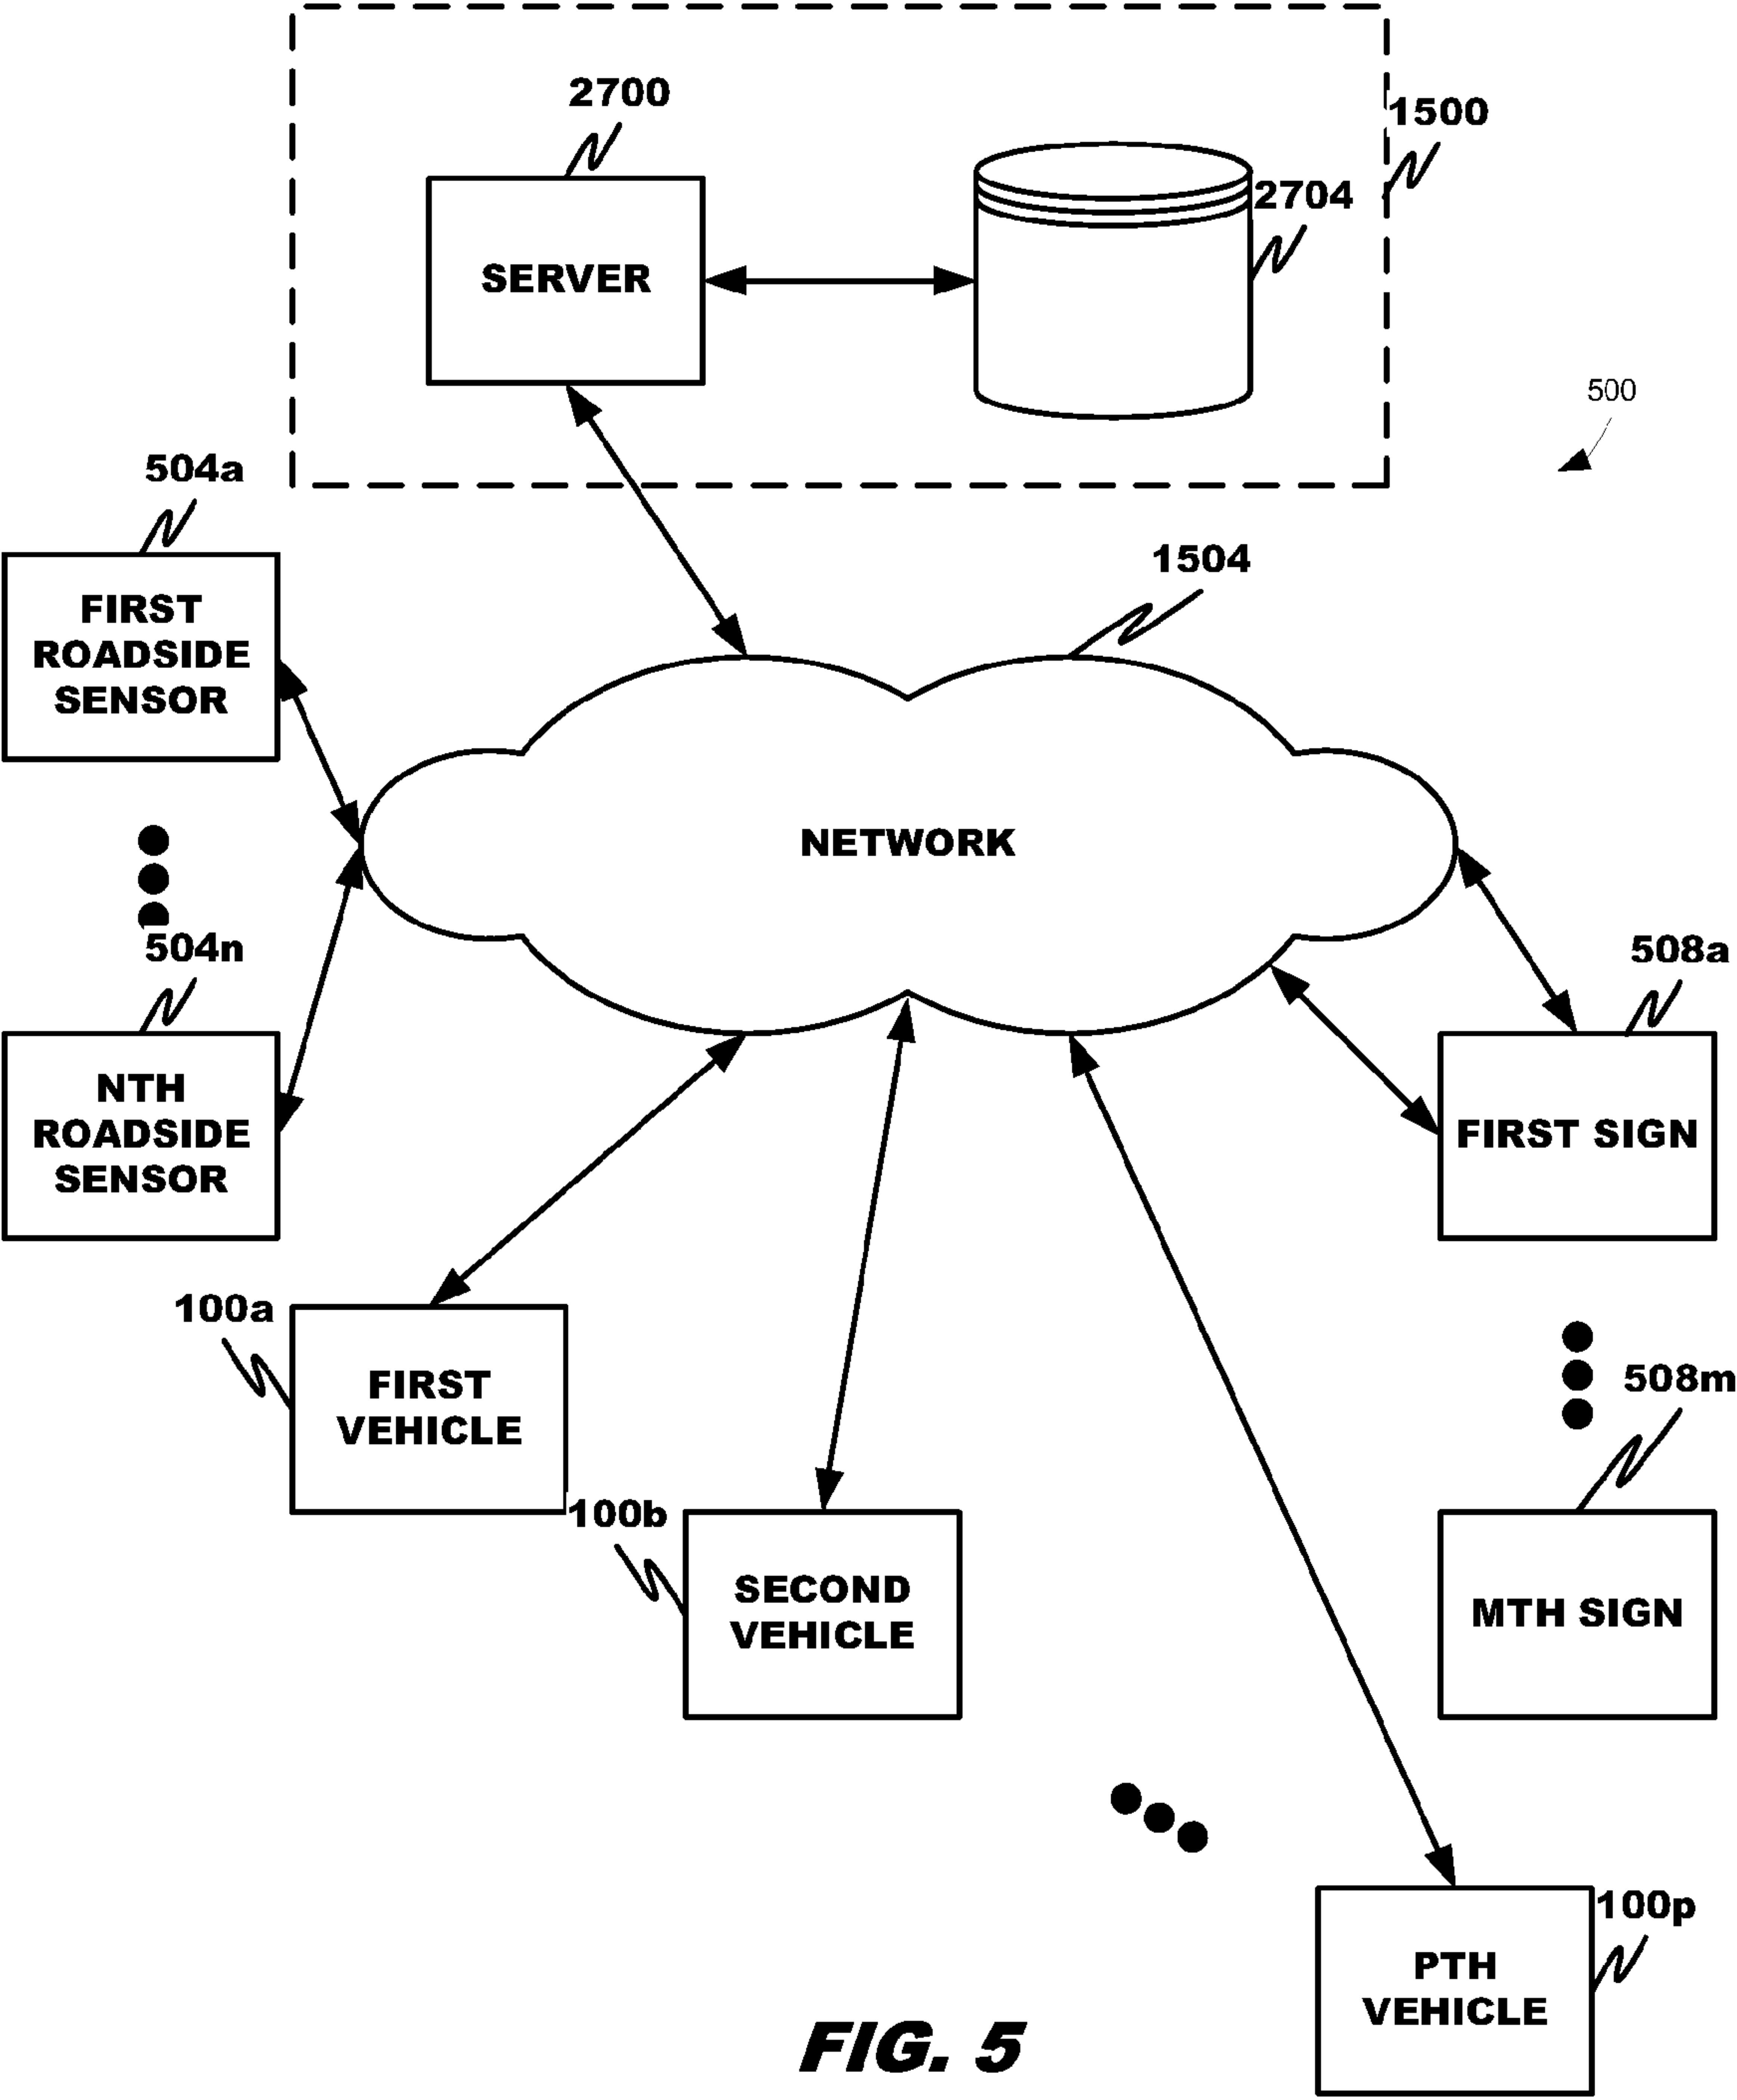 2700
1500
2704
SERVER
500
504a
1504
FIRST
ROADSIDE
SENSOR
NETWORK
504n
508a
NTH
ROADSIDE
SENSOR
FIRST SIGN
100a
FIRST
VEHICLE
508m
100b
SECOND
VEHICLE
MTH SIGN
100p
PTH
VEHICLE
FIG. 5